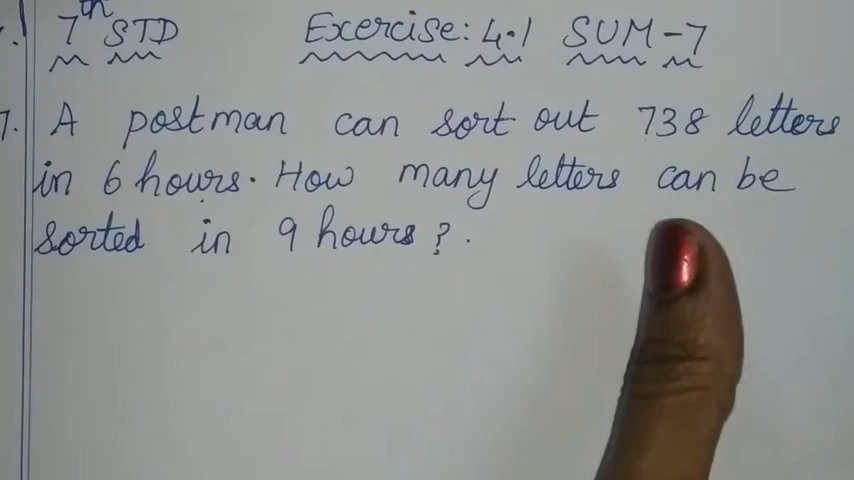 7th STD Exercise: 4.1 SUM-7
7. A postman can sort out 738 letters
in 6 hours. How many letters can be
sorted in 9 hours?.